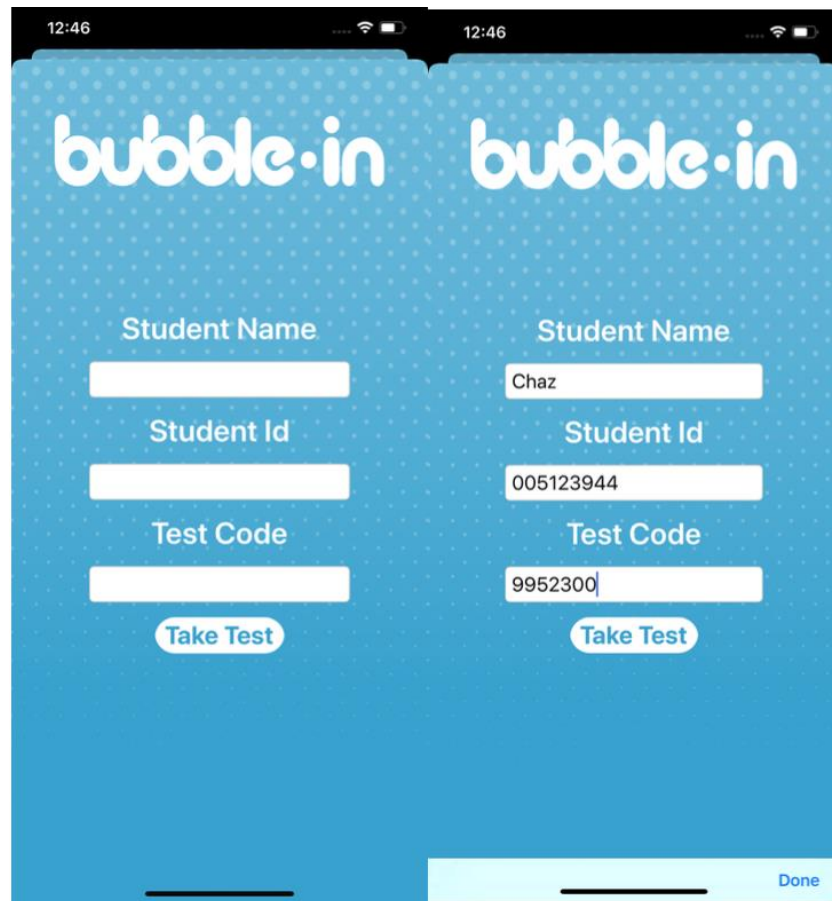 12:46
bubble·in
Student Name
Student Id
Test Code
Take Test
12:46
bubble·in
Student Name
Chaz
Student Id
005123944
Test Code
9952300
Take Test
Done